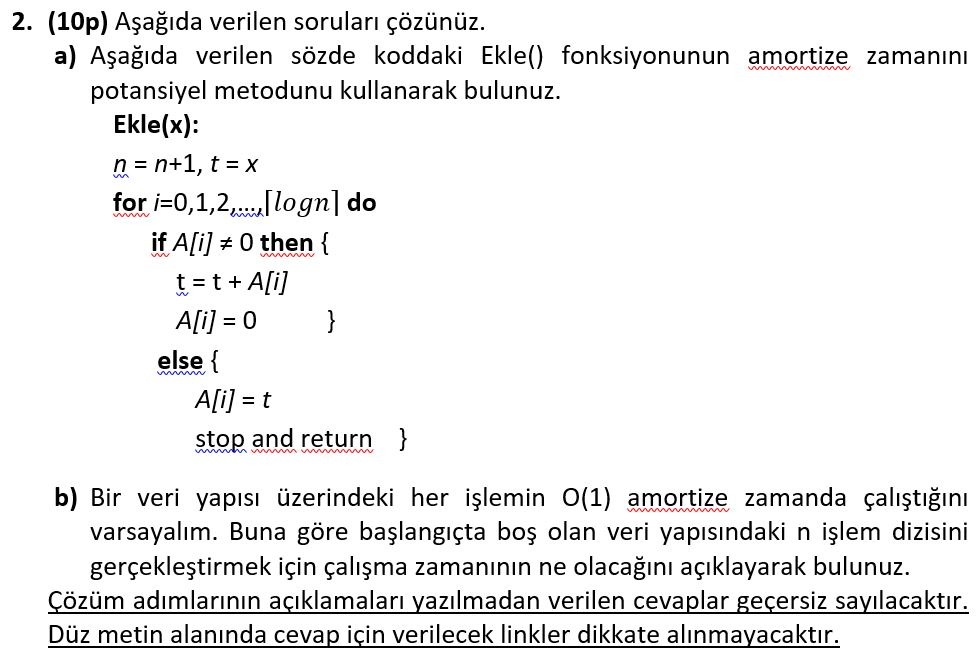 2. (10p) Aşağıda verilen soruları çözünüz.
a) Aşağıda verilen sözde koddaki Ekle() fonksiyonunun amortize zamanını
potansiyel metodunu kullanarak bulunuz.
Ekle(x):
n = n+1, t = x
for i=0,1,2,...,⌈logn⌉ do
if A[i] ≠ 0 then {
t = t + A[i]
A[i] = 0 }
else {
A[i] = t
stop and return }
b) Bir veri yapısı üzerindeki her işlemin O(1) amortize zamanda çalıştığını
varsayalım. Buna göre başlangıçta boş olan veri yapısındaki n işlem dizisini
gerçekleştirmek için çalışma zamanının ne olacağını açıklayarak bulunuz.
Çözüm adımlarının açıklamaları yazılmadan verilen cevaplar geçersiz sayılacaktır.
Düz metin alanında cevap için verilecek linkler dikkate alınmayacaktır.